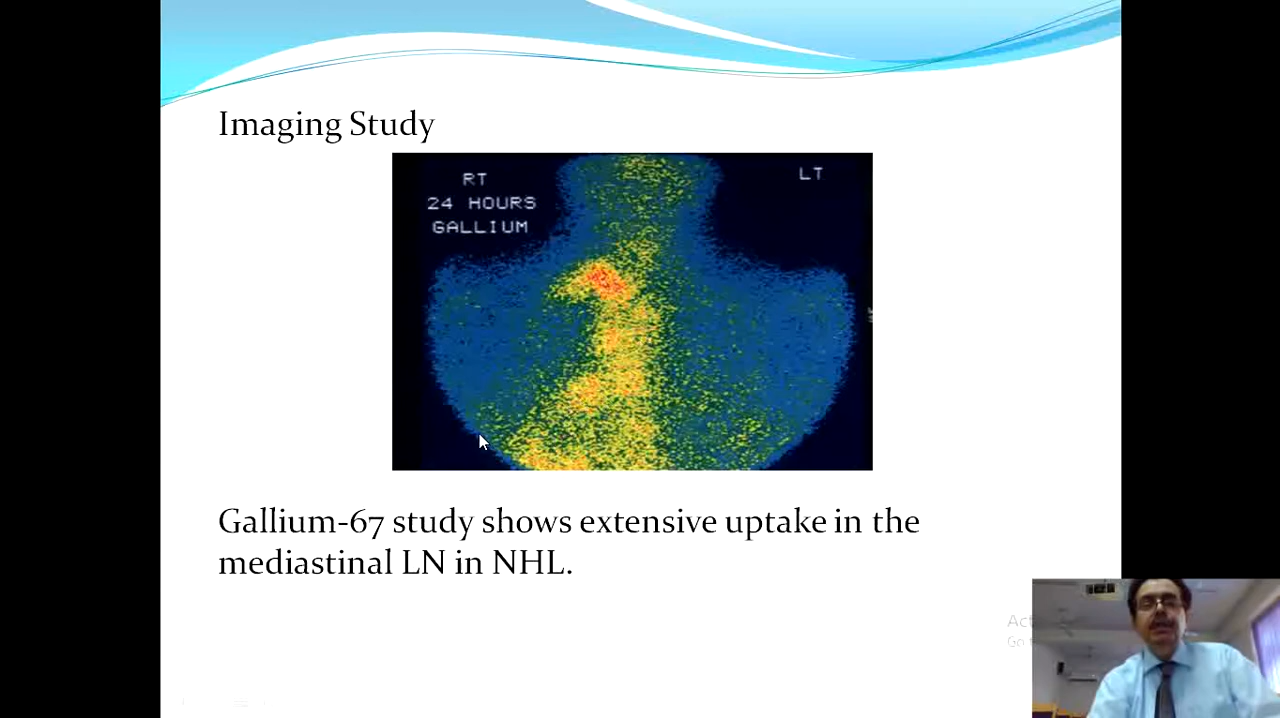 Imaging Study
RT
LT
24 HOURS
GALLIUM
Gallium-67 study shows extensive uptake in the
mediastinal LN in NHL.